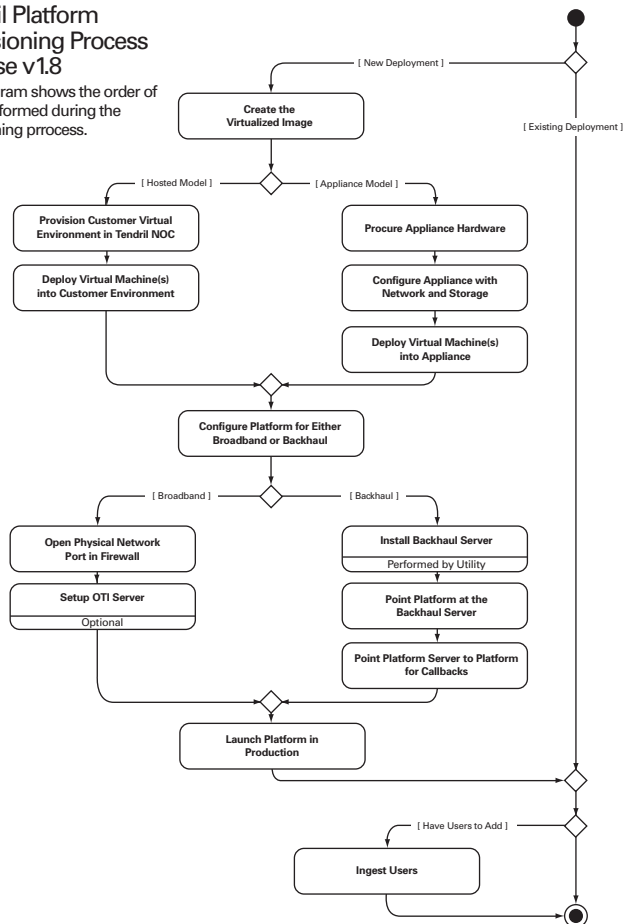 il Platform
sioning Process
se v1.8
ram shows the order of
formed during the
ing prrocess.
[ New Deployment ]
Create the
Virtualized Image
[ Existing Deployment ]
[ Hosted Model ]
[ Appliance Model ]
Provision Customer Virtual
Environment in Tendril NOC
Procure Appliance Hardware
Deploy Virtual Machine(s)
into Customer Environment
Configure Appliance with
Network and Storage
Deploy Virtual Machine(s)
into Appliance
Configure Platform for Either
Broadband or Backhaul
[ Broadband ]
[ Backhaul ]
Open Physical Network
Port in Firewall
Install Backhaul Server
Performed by Utility
Setup OTI Server
Optional
Point Platform at the
Backhaul Server
Point Platform Server to Platform
for Callbacks
Launch Platform in
Production
[ Have Users to Add ]
Ingest Users